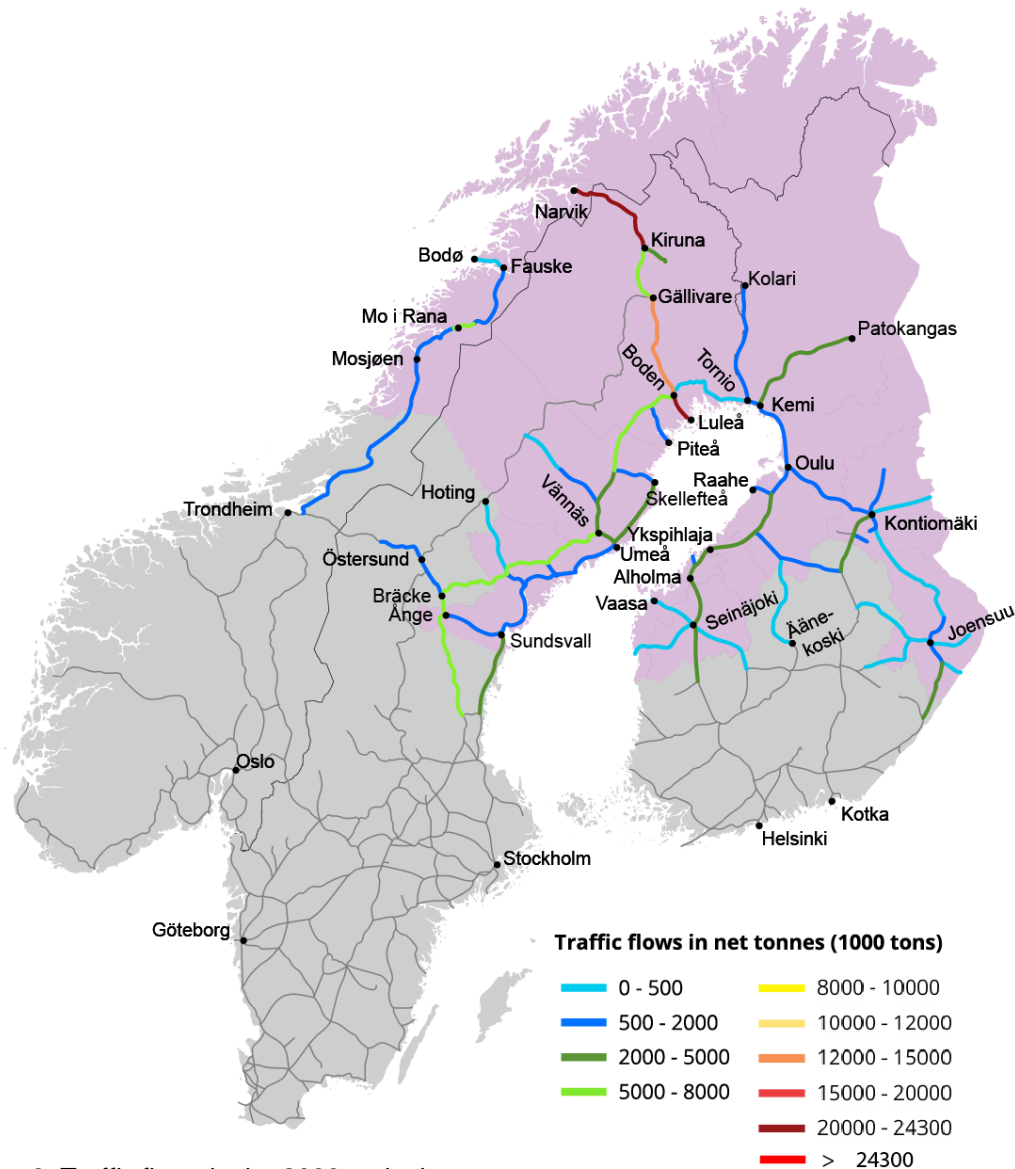 Narvik
Kiruna
Bodø
Fauske
Kolari
Gällivare
Mo i Rana
Patokangas
Mosjøen
Boden
Tornio
Kemi
Luleå
Piteå
Oulu
Raahe
Hoting
Vännäs
Skellefteå
Trondheim
Kontiomäki
Ykspihlaja
Umeå
Östersund
Alholma
Bräcke
Vaasa
Ånge
Seinäjoki
Ääne-
koski
Joensuu
Sundsvall
Oslo
Kotka
Helsinki
Stockholm
Göteborg
Traffic flows in net tonnes (1000 tons)
0 - 500
500 - 2000
2000 - 5000
5000 - 8000
8000 - 10000
10000 - 12000
12000 - 15000
15000 - 20000
20000 - 24300
> 24300